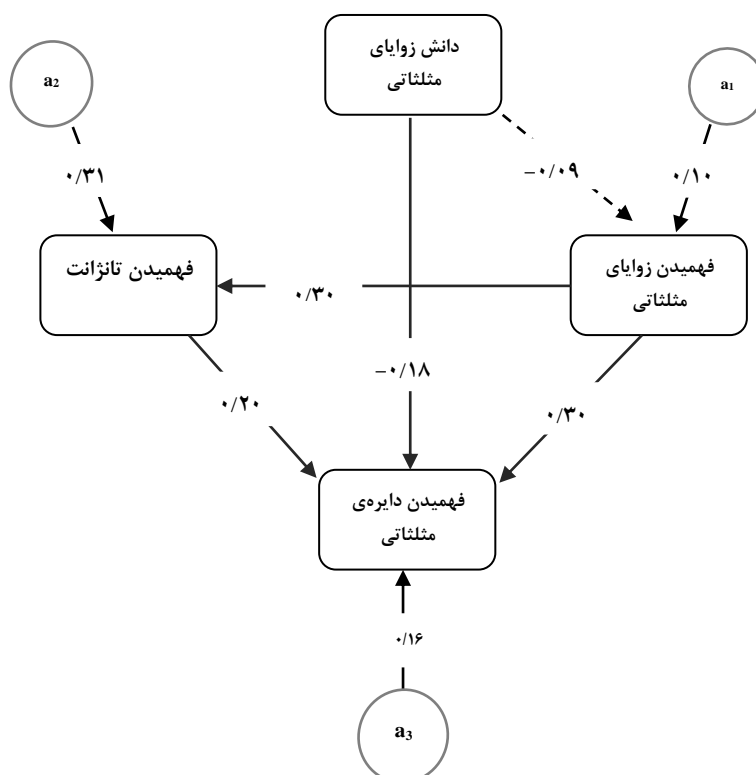 دانش زوایای
مثلثاتی
a₂
a₁
۰/۳۱
−۰/۰۹
۰/۱۰
فهمیدن تانژانت
فهمیدن زوایای
مثلثاتی
۰/۳۰
−۰/۱۸
۰/۲۰
۰/۳۰
فهمیدن دایره‌ی
مثلثاتی
۰/۱۶
a₃